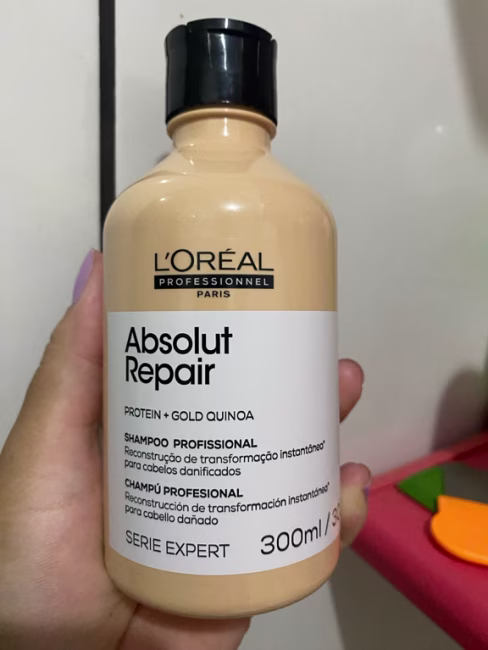 L'ORÉAL
PROFESSIONNEL
PARIS
Absolut
Repair
PROTEIN + GOLD QUINOA
SHAMPOO PROFISSIONAL
Reconstrução de transformação instantânea*
para cabelos danificados
CHAMPÚ PROFESIONAL
Reconstrucción de transformación instantánea*
para cabello dañado
SERIE EXPERT 300ml /